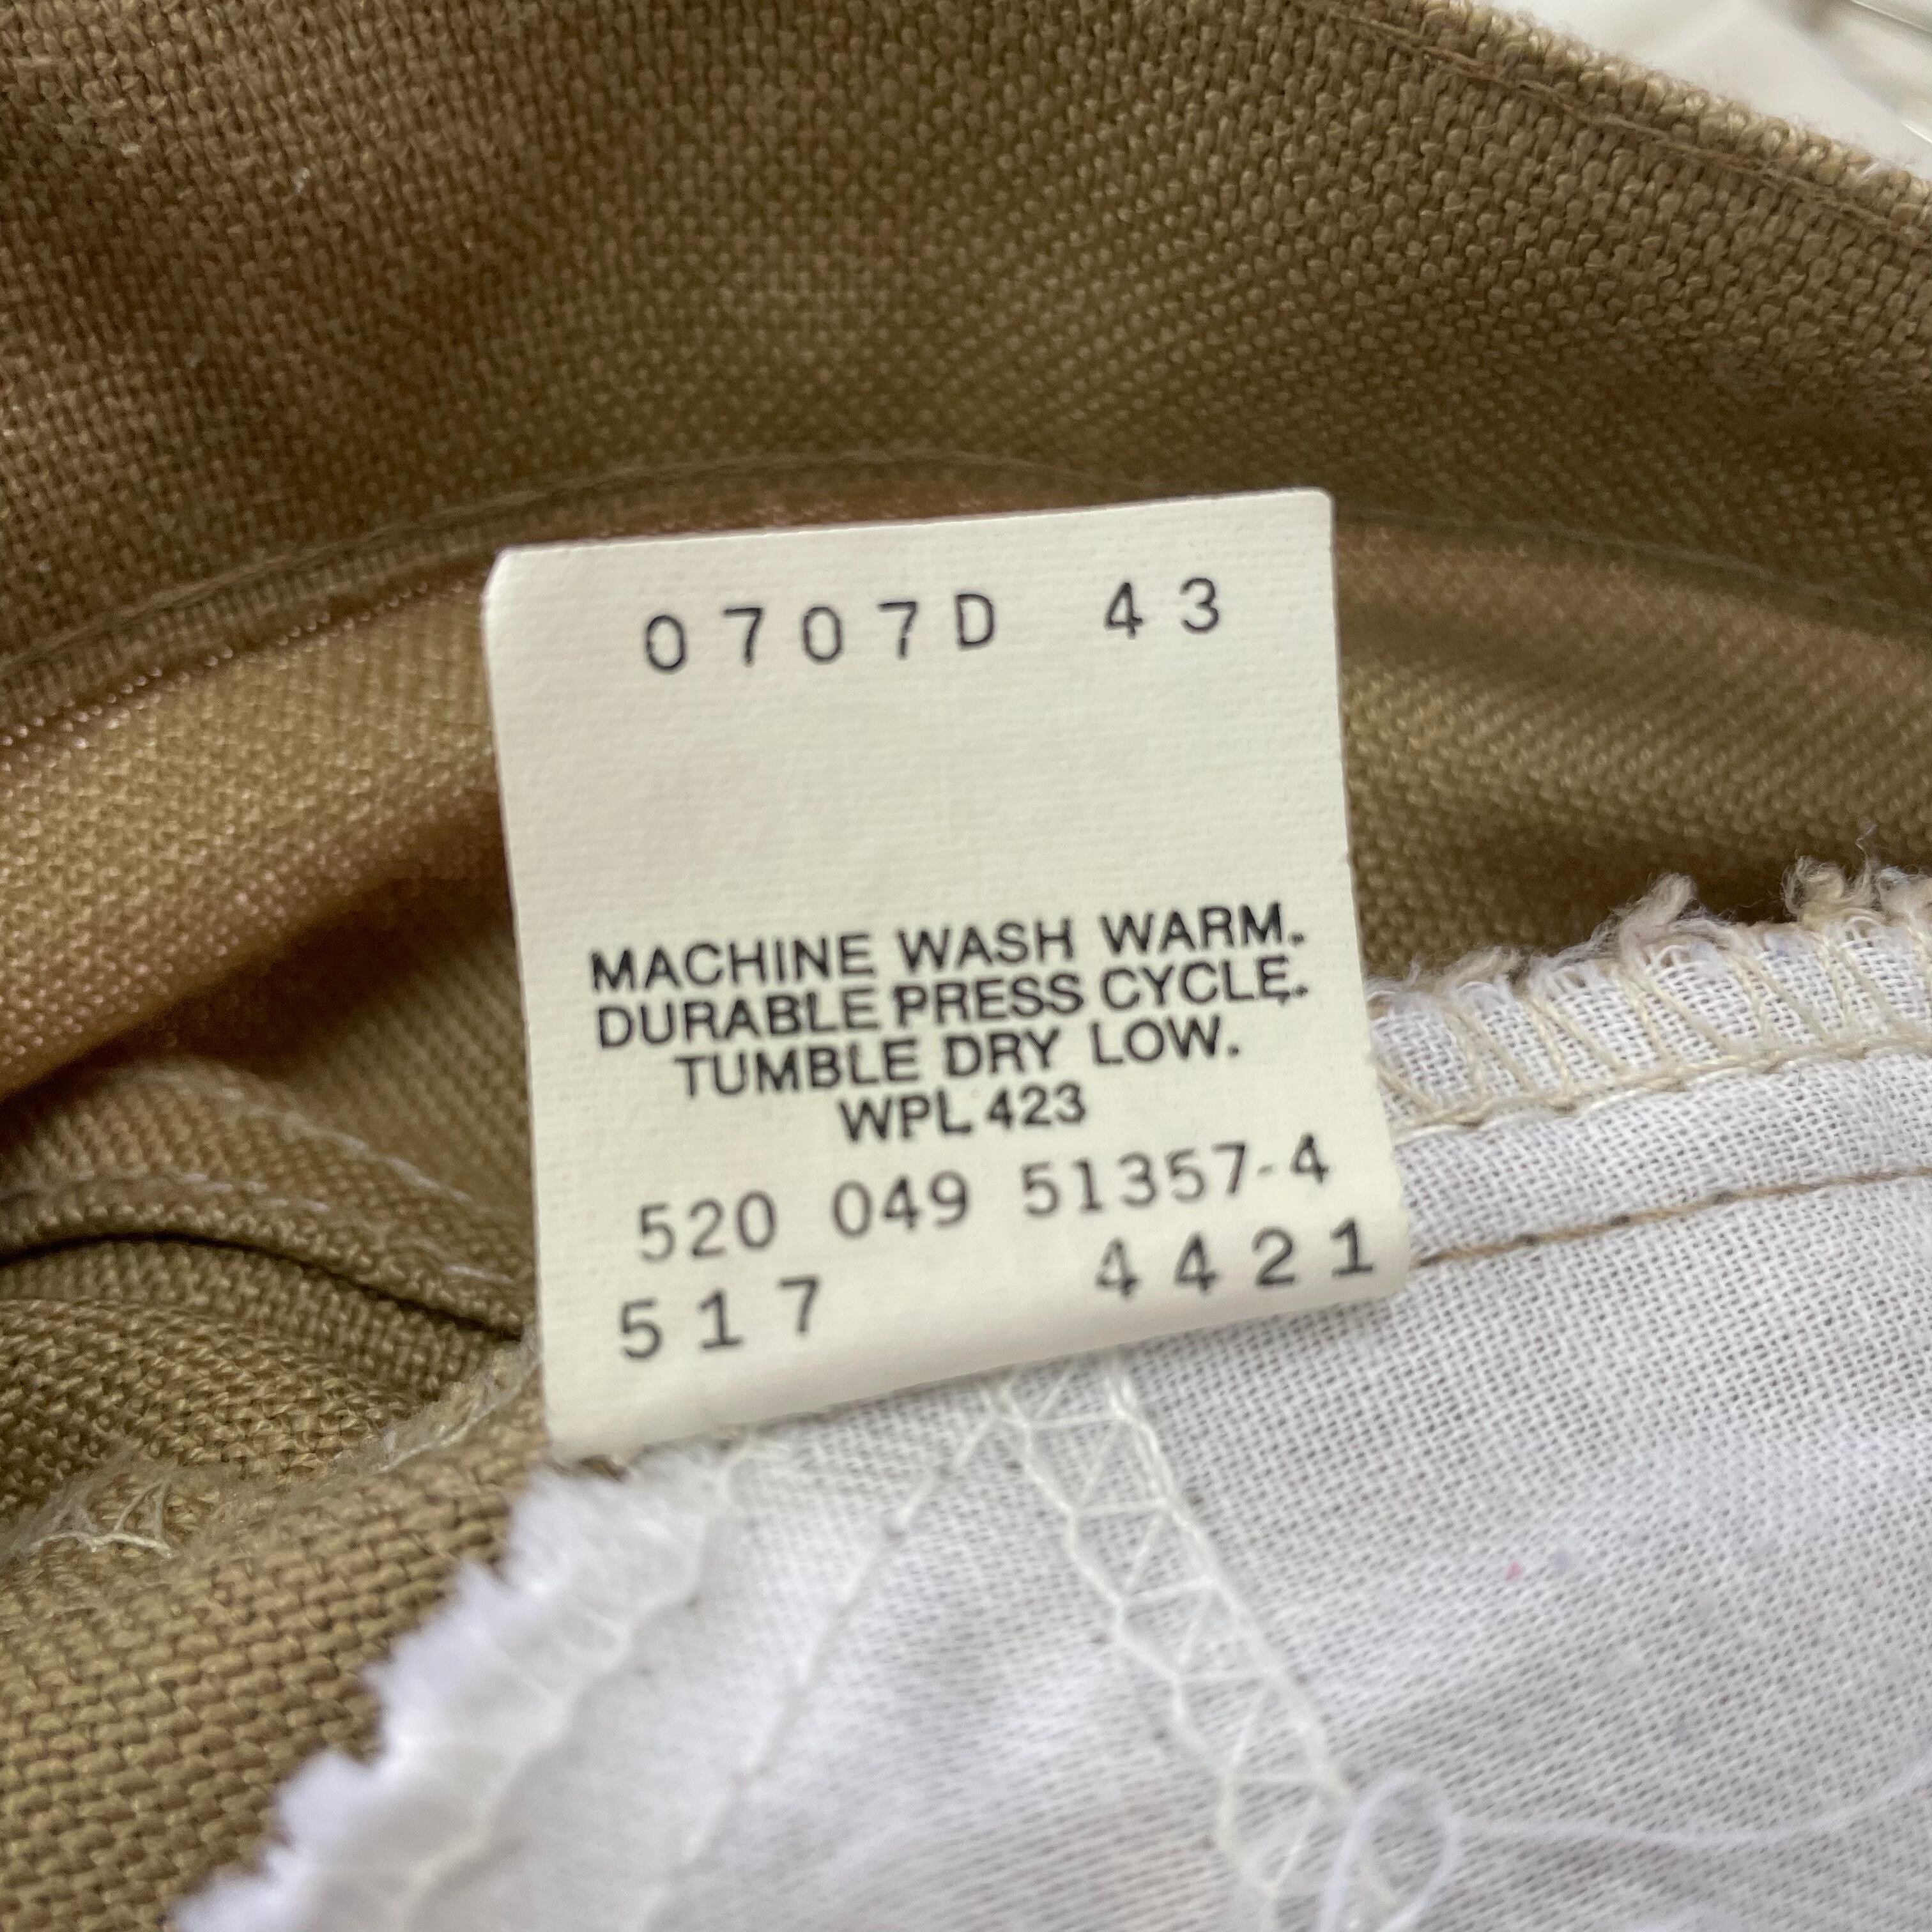 0707D 43
MACHINE WASH WARM.
DURABLE PRESS CYCLE.
TUMBLE DRY LOW.
WPL 423
520 049 51357-4
517 4421